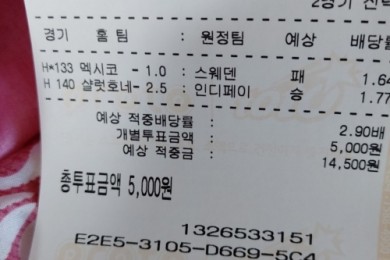 2경기
경기 홈 팀 : 원정팀 예상 배당률
H*133 멕시코 - 1.0 : 스웨덴 패 1.64
H 140 샬럿호네- 2.5 : 인디페이 승 1.77
예상 적중배당률 : 2.90배
개별투표금액 : 5,000원
예상 적중금 : 14,500원
총투표금액 5,000원
1326533151
E2E5-3105-D669-5C4